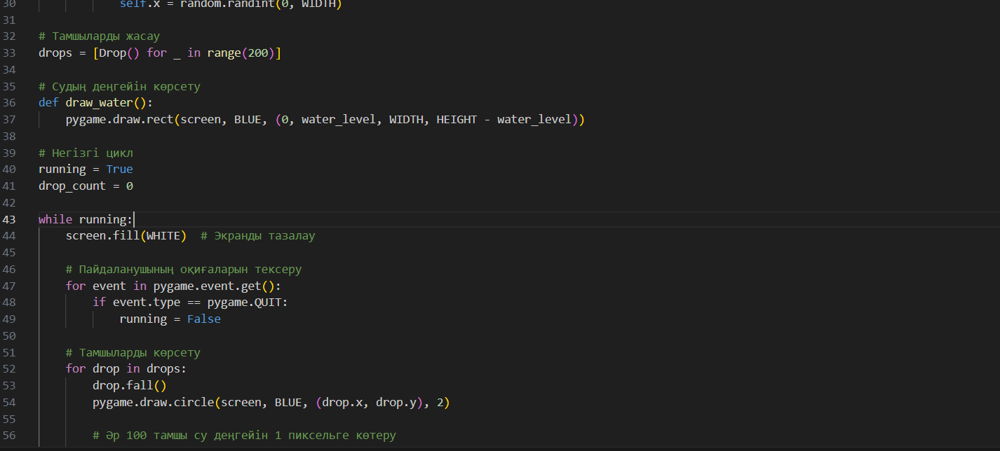 30 self.x = random.randint(0, WIDTH)
31
32 # Тамшыларды жасау
33 drops = [Drop() for _ in range(200)]
34
35 # Судың деңгейін көрсету
36 def draw_water():
37 pygame.draw.rect(screen, BLUE, (0, water_level, WIDTH, HEIGHT - water_level))
38
39 # Негізгі цикл
40 running = True
41 drop_count = 0
42
43 while running:
44 screen.fill(WHITE)  # Экранды тазалау
45
46 # Пайдаланушының оқиғаларын тексеру
47 for event in pygame.event.get():
48 if event.type == pygame.QUIT:
49 running = False
50
51 # Тамшыларды көрсету
52 for drop in drops:
53 drop.fall()
54 pygame.draw.circle(screen, BLUE, (drop.x, drop.y), 2)
55
56 # Әр 100 тамшы су деңгейін 1 пиксельге көтеру